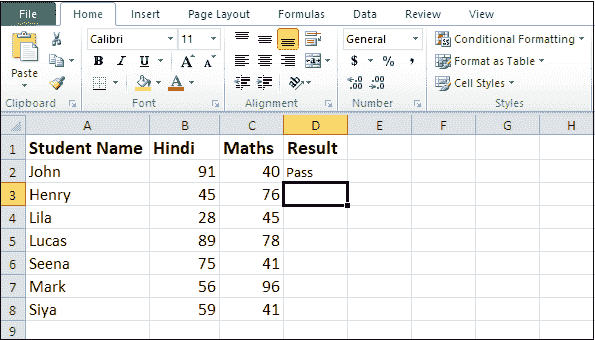 File Home Insert Page Layout Formulas Data Review View
Calibri 11 General Conditional Formatting
Paste B I U A A % , Format as Table
.00 .0 Cell Styles
Clipboard Font Alignment Number Styles
A B C D E F G H
1 Student Name Hindi Maths Result
2 John 91 40 Pass
3 Henry 45 76
4 Lila 28 45
5 Lucas 89 78
6 Seena 75 41
7 Mark 56 96
8 Siya 59 41
9